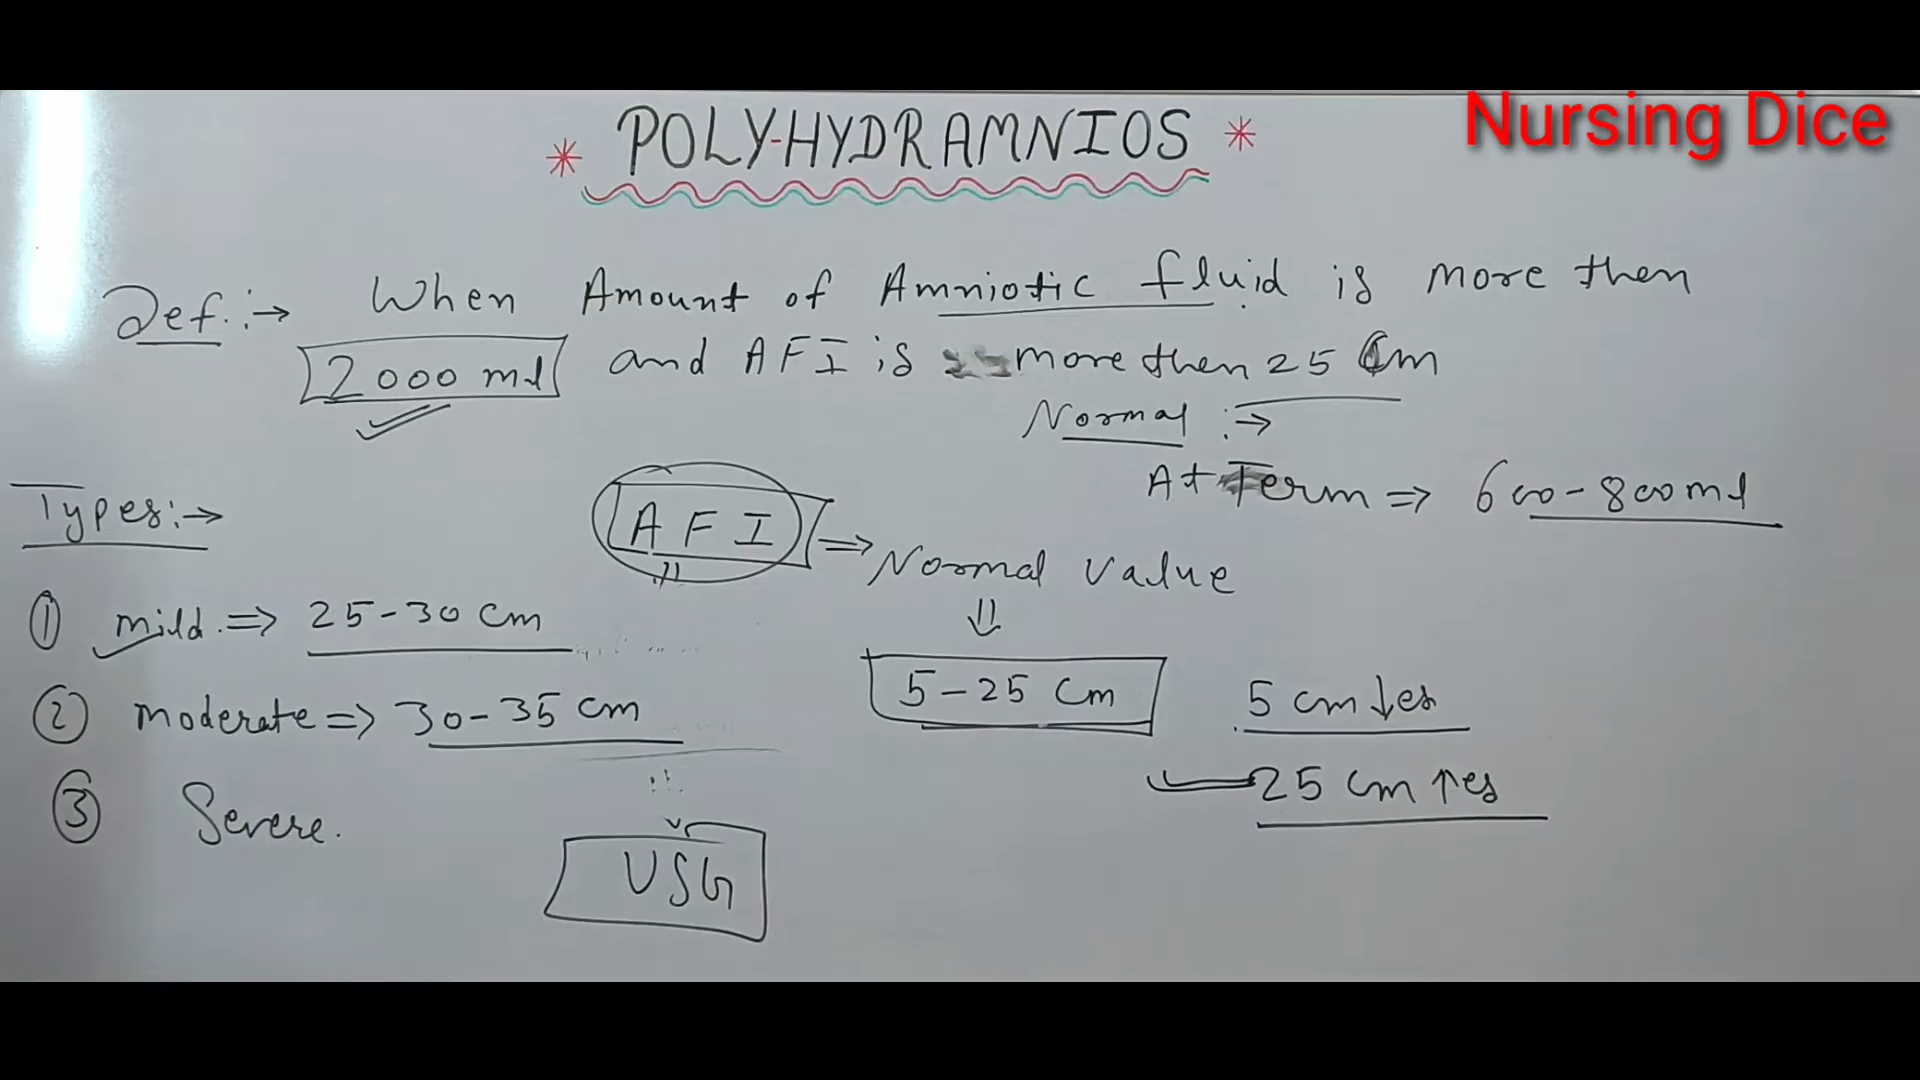 Nursing Dice
* POLY-HYDRAMNIOS *
Def.:→ When Amount of Amniotic fluid is more then
2000 ml and AFI is more then 25 Cm
Normal :→
At Term ⇒ 600-800ml
Types:→
AFI ⇒ Normal Value
⇓
① mild. ⇒ 25-30 cm
5-25 Cm
5 cm ↓es
② moderate ⇒ 30-35 cm
25 cm ↑es
③ Severe.
USG